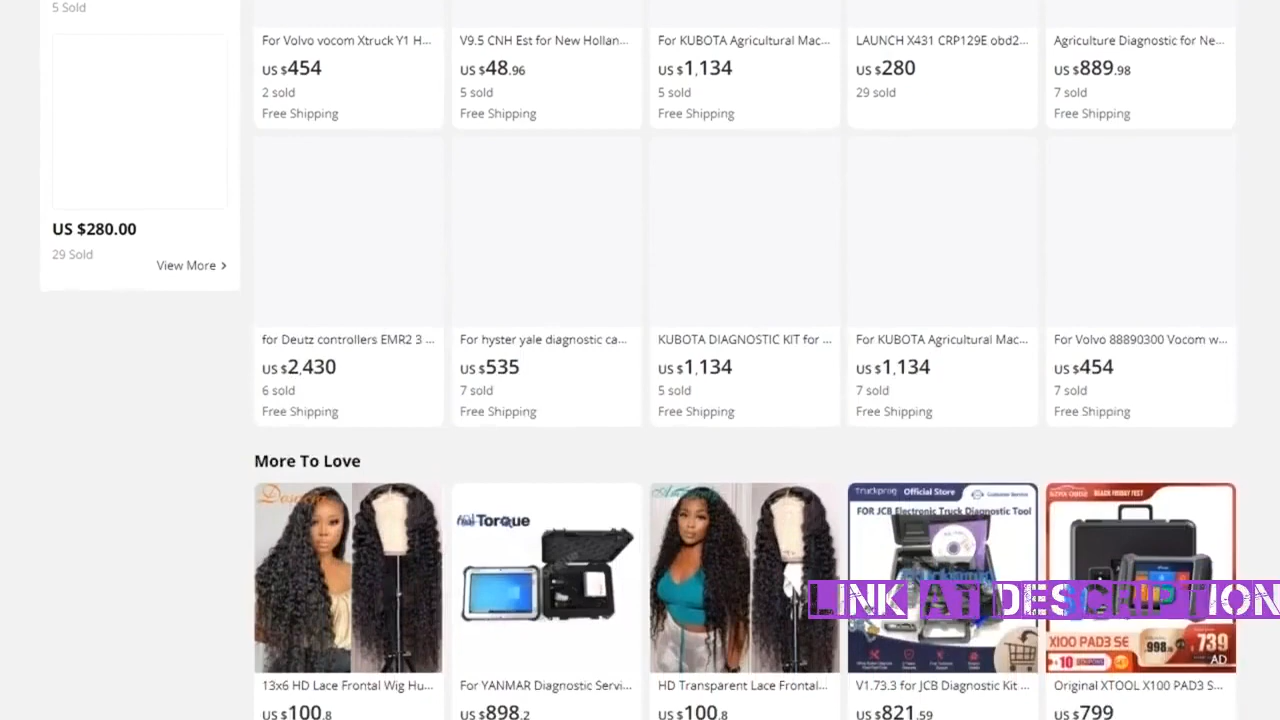 5 Sold
US $280.00
29 Sold
View More >
For Volvo vocom Xtruck Y1 H...
US $454
2 sold
Free Shipping
V9.5 CNH Est for New Hollan...
US $48.96
5 sold
Free Shipping
For KUBOTA Agricultural Mac...
US $1,134
5 sold
Free Shipping
LAUNCH X431 CRP129E obd2...
US $280
29 sold
Agriculture Diagnostic for Ne...
US $889.98
7 sold
Free Shipping
for Deutz controllers EMR2 3 ...
US $2,430
6 sold
Free Shipping
For hyster yale diagnostic ca...
US $535
7 sold
Free Shipping
KUBOTA DIAGNOSTIC KIT for ...
US $1,134
5 sold
Free Shipping
For KUBOTA Agricultural Mac...
US $1,134
7 sold
Free Shipping
For Volvo 88890300 Vocom w...
US $454
7 sold
Free Shipping
More To Love
13x6 HD Lace Frontal Wig Hu...
US $100.8
Torque
For YANMAR Diagnostic Servi...
US $898.2
HD Transparent Lace Frontal...
US $100.8
truckprog Official Store
Customer Service
FOR JCB Electronic Truck Diagnostic Tool
V1.73.3 for JCB Diagnostic Kit ...
US $821.59
BLACK FRIDAY FEST
X100 PAD3 SE
998
739
10
AD
Original XTOOL X100 PAD3 S...
US $799
LINK AT DESCRIPTION